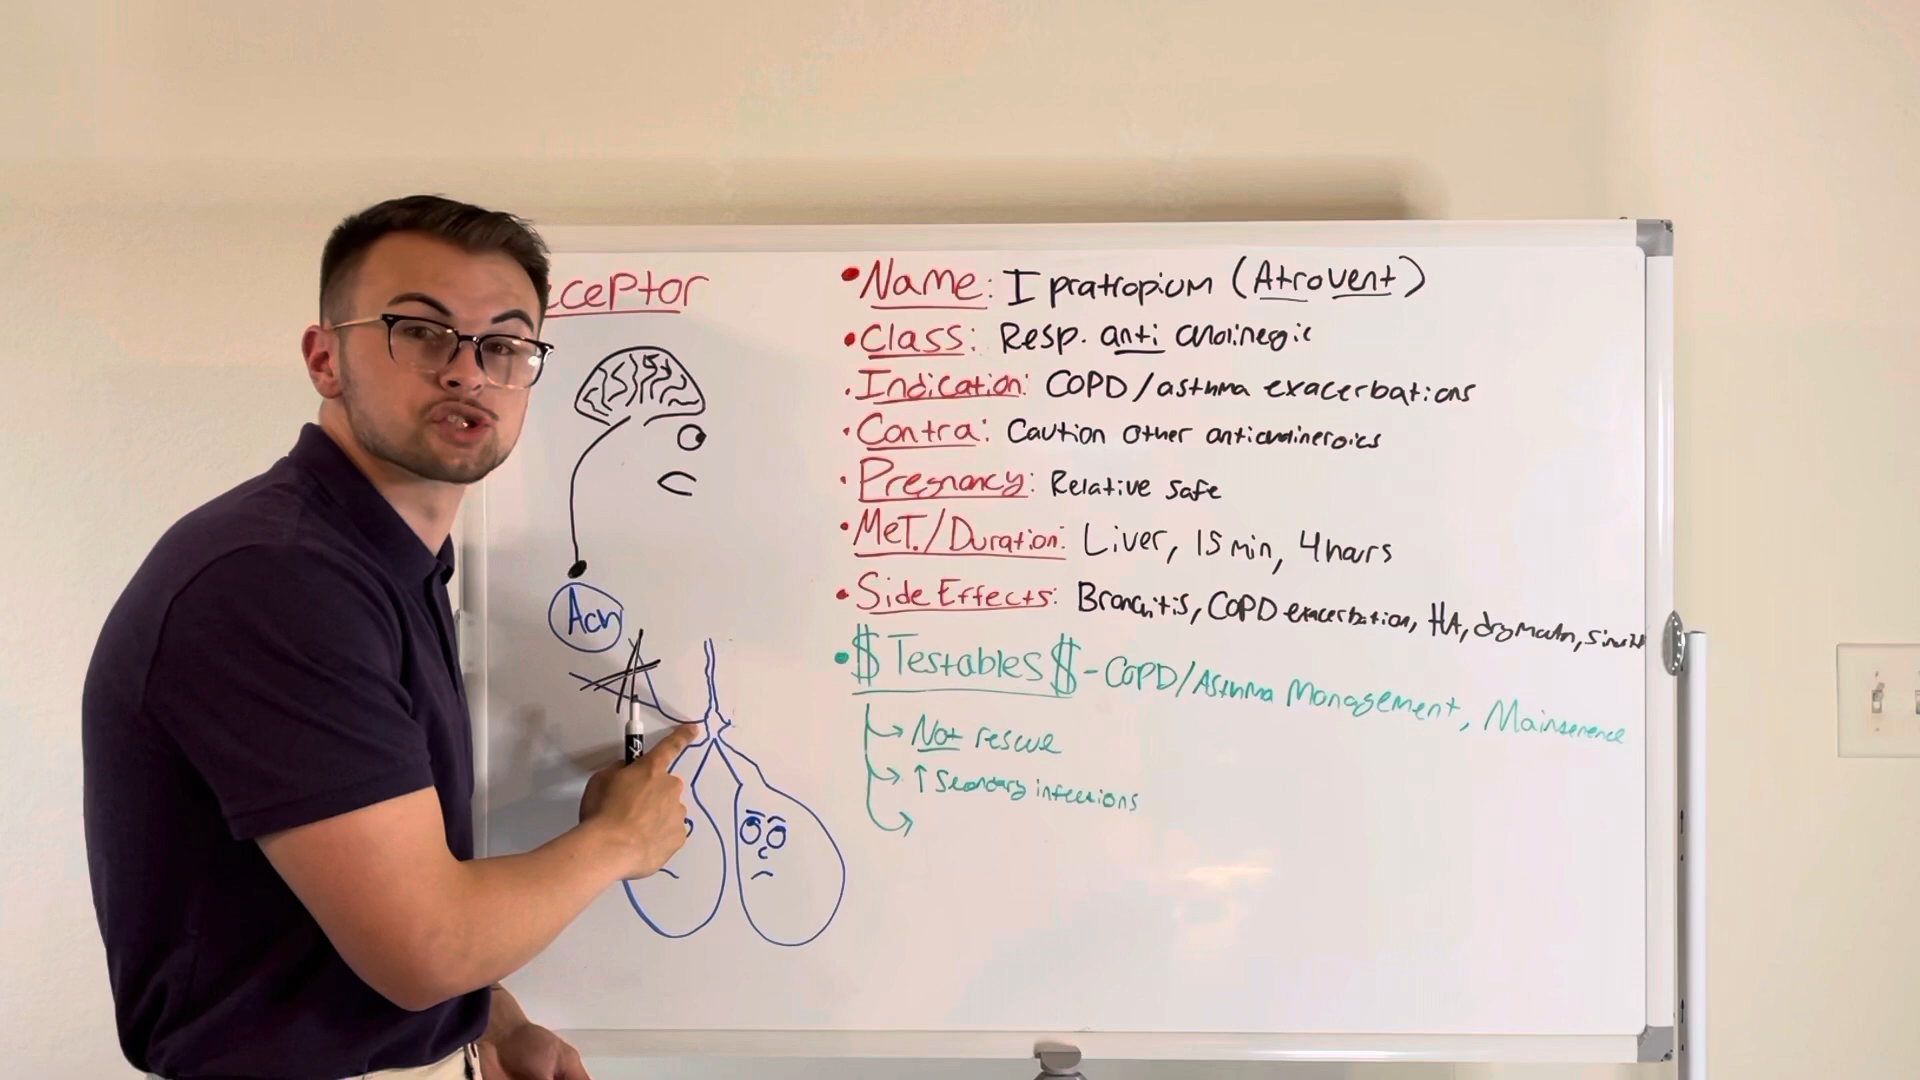 ceptor
Acn
• Name: Ipratropium (Atrovent)
• Class: Resp. anti cholinergic
• Indication: COPD/asthma exacerbations
• Contra: Caution other anticholinergics
• Pregnancy: Relative safe
• MeT./Duration: Liver, 15 min, 4 hours
• Side Effects: Bronchitis, COPD exacerbation, HA, dry mouth,
• $ Testables $ - COPD/Asthma Management, Maintenence
→ Not rescue
→ ↑ Secondary infections
→